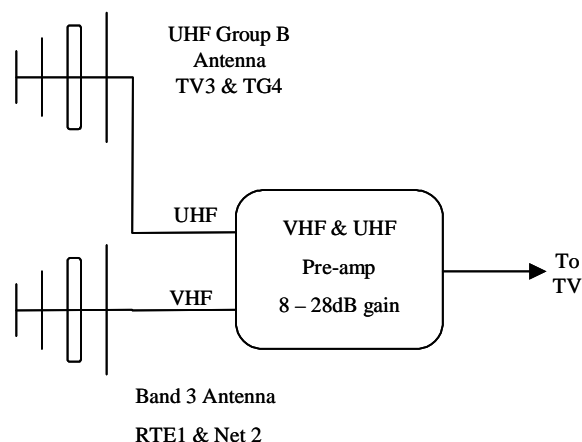 UHF Group B
Antenna
TV3 & TG4
UHF
VHF & UHF
Pre-amp
8 – 28dB gain
To
TV
VHF
Band 3 Antenna
RTE1 & Net 2